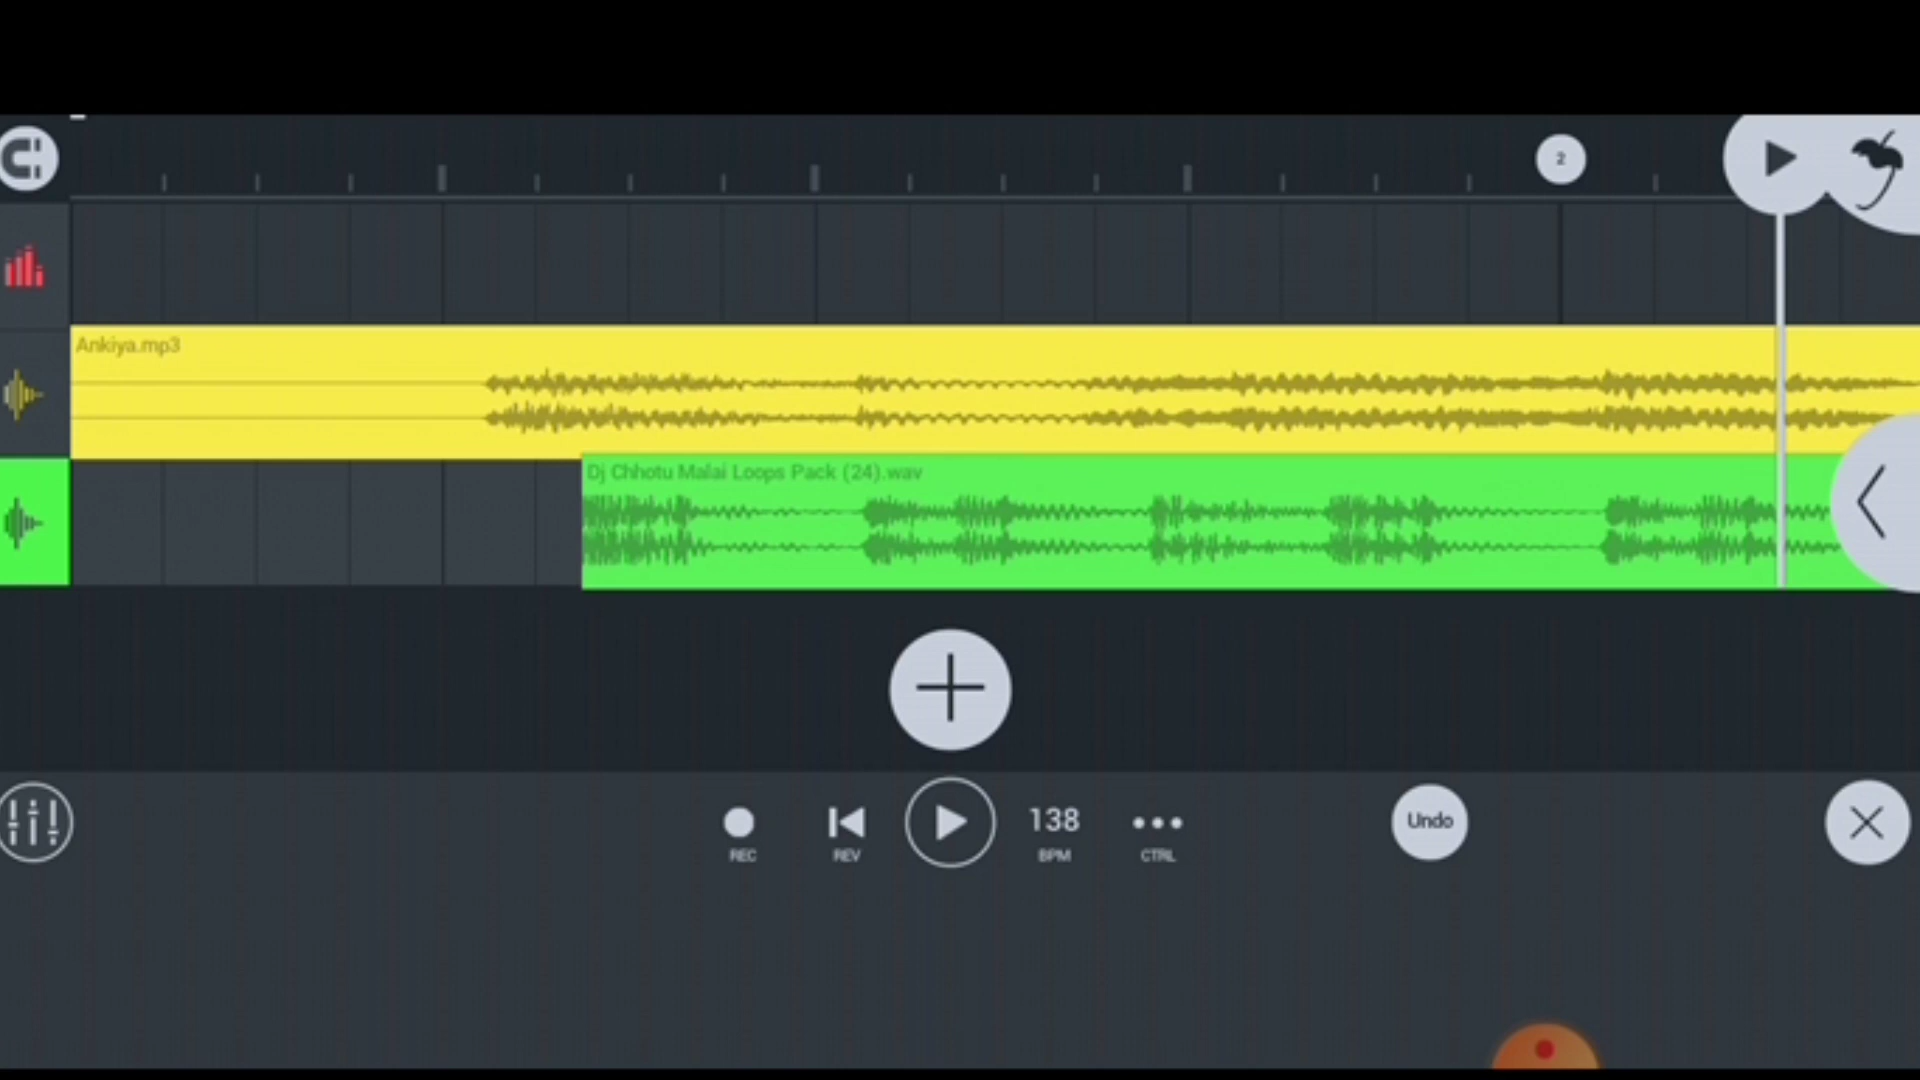 2
Ankiya.mp3
Dj Chhotu Malai Loops Pack (24).wav
138
Undo
REC
REV
BPM
CTRL